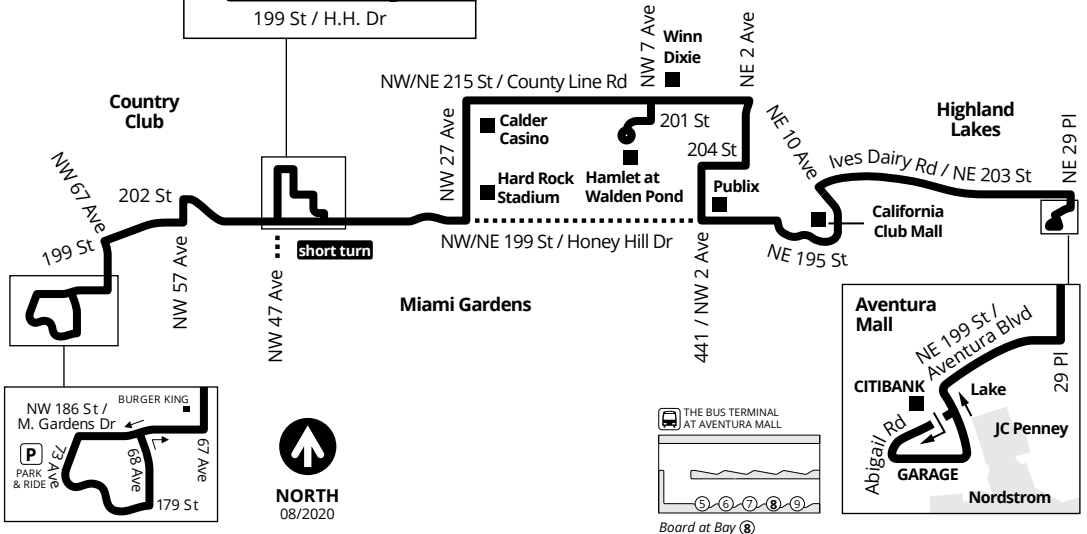 199 St / H.H. Dr
NW 7 Ave
Winn
Dixie
NE 2 Ave
NW/NE 215 St / County Line Rd
Country
Club
NW 27 Ave
Calder
Casino
201 St
204 St
NE 10 Ave
Highland
Lakes
NE 29 Pl
Ives Dairy Rd / NE 203 St
NW 67 Ave
202 St
Hard Rock
Stadium
Hamlet at
Walden Pond
Publix
California
Club Mall
199 St
NW 57 Ave
short turn
NW/NE 199 St / Honey Hill Dr
NE 195 St
NW 47 Ave
Miami Gardens
441 / NW 2 Ave
Aventura
Mall
NE 199 St /
Aventura Blvd
29 Pl
CITIBANK
Lake
JC Penney
Abigail Rd
GARAGE
Nordstrom
BURGER KING
NW 186 St /
M. Gardens Dr
P
PARK
& RIDE
73 Ave
68 Ave
67 Ave
179 St
NORTH
08/2020
THE BUS TERMINAL
AT AVENTURA MALL
5 6 7 8 9
Board at Bay 8